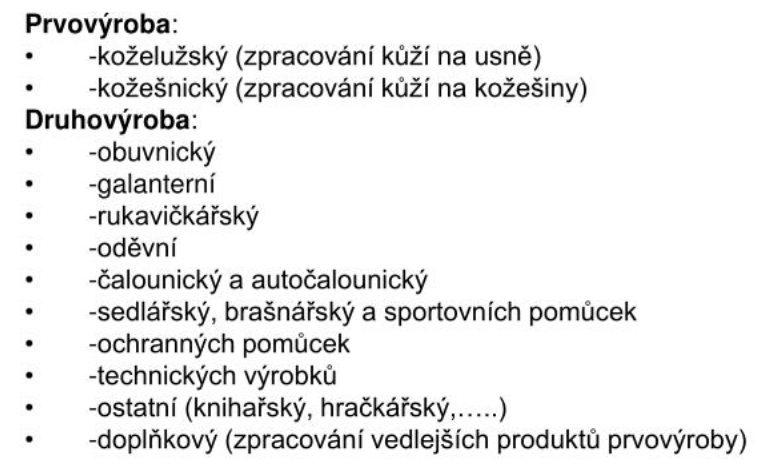 Prvovýroba:
• -koželužský (zpracování kůží na usně)
• -kožešnický (zpracování kůží na kožešiny)
Druhovýroba:
• -obuvnický
• -galanterní
• -rukavičkářský
• -oděvní
• -čalounický a autočalounický
• -sedlářský, brašnářský a sportovních pomůcek
• -ochranných pomůcek
• -technických výrobků
• -ostatní (knihařský, hračkářský,…..)
• -doplňkový (zpracování vedlejších produktů prvovýroby)